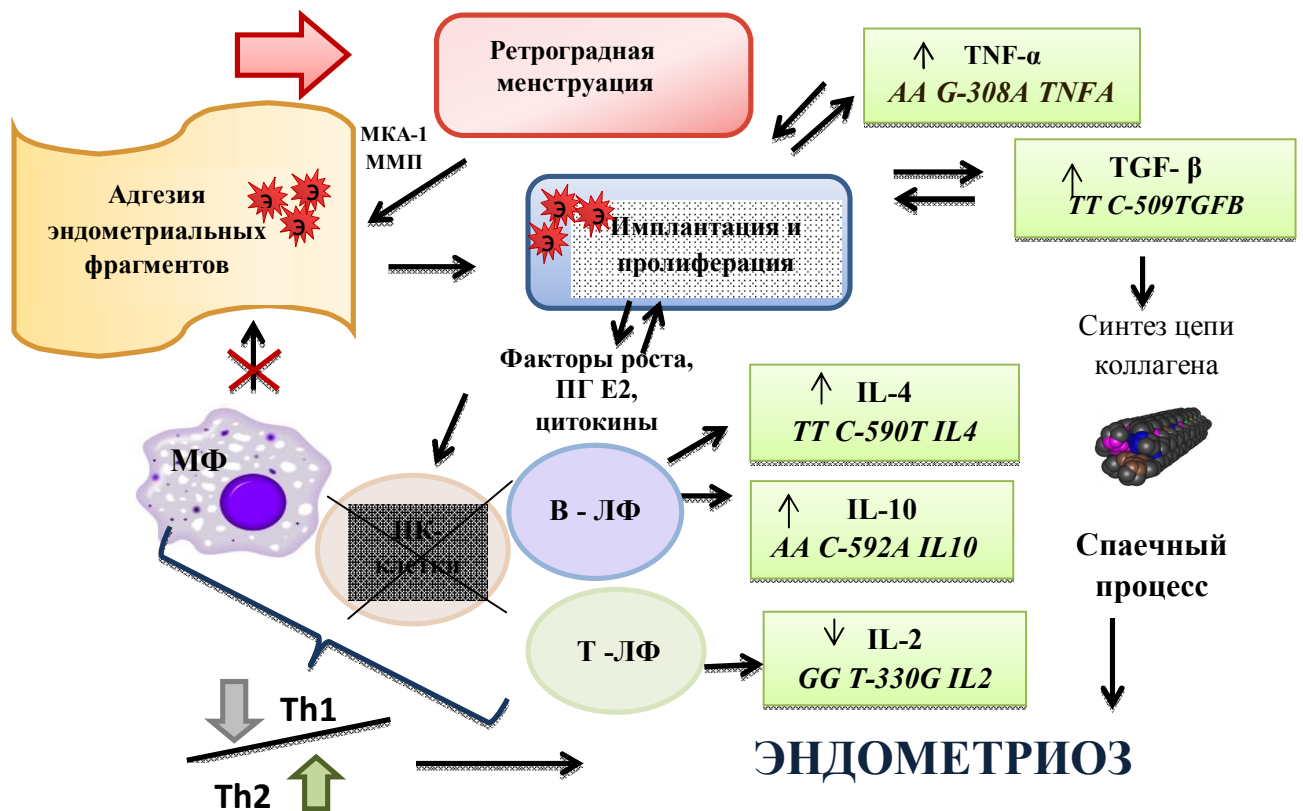 Ретроградная
менструация
TNF-α
AA G-308A TNFA
МКА-1
ММП
TGF- β
TT C-509TGFB
Адгезия
эндометриальных
фрагментов
Э
Э
Э
Э
Э
Э
Имплантация и
пролиферация
Синтез цепи
коллагена
Факторы роста,
ПГ Е2,
цитокины
IL-4
TT C-590T IL4
МФ
В - ЛФ
IL-10
AA C-592A IL10
клетки
Спаечный
процесс
Т -ЛФ
IL-2
GG T-330G IL2
Th1
Th2
ЭНДОМЕТРИОЗ